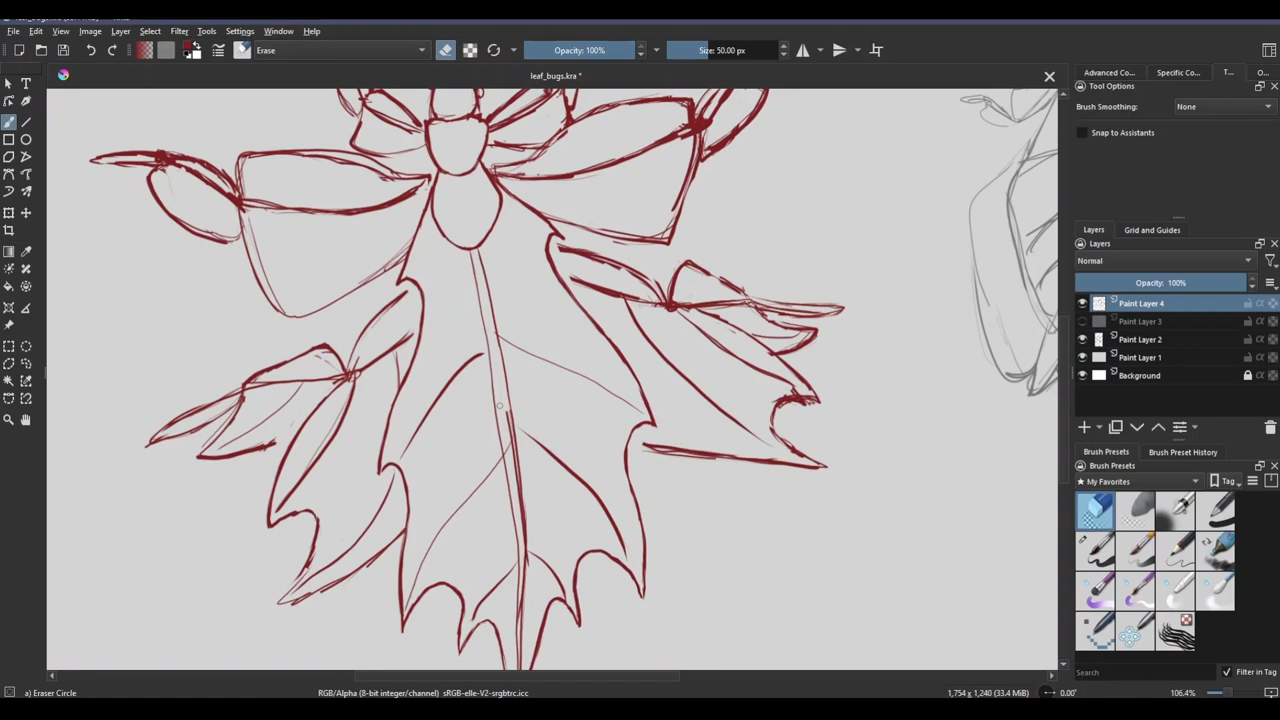 File Edit View Image Layer Select Filter Tools Settings Window Help
Erase Opacity: 100% Size: 50.00 px
leaf_bugs.kra *
Advanced Co... Specific Co... T... O...
Tool Options
Brush Smoothing: None
Snap to Assistants
Layers Grid and Guides
Layers
Normal
Opacity: 100%
Paint Layer 4
Paint Layer 3
Paint Layer 2
Paint Layer 1
Background
Brush Presets Brush Preset History
Brush Presets
My Favorites Tag
Search Filter in Tag
a) Eraser Circle RGB/Alpha (8-bit integer/channel) sRGB-elle-V2-srgbtrc.icc 1,754 x 1,240 (33.4 MiB) 0.00° 106.4%